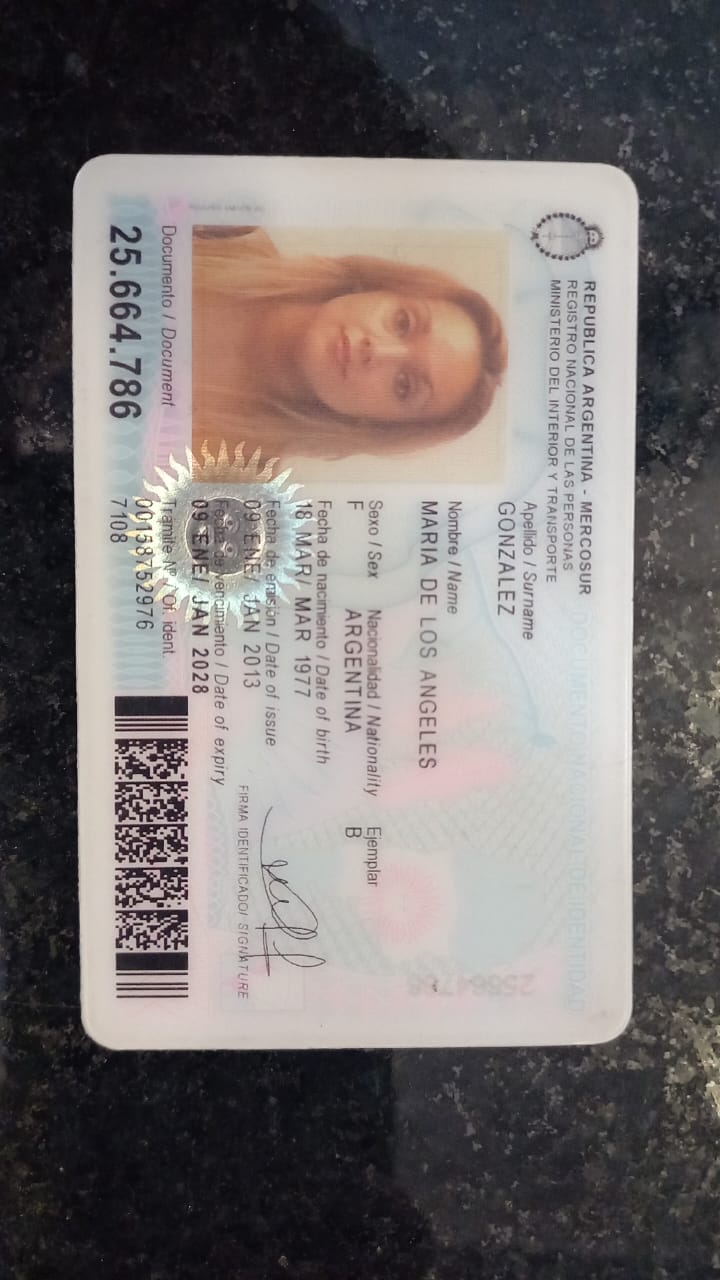 REPUBLICA ARGENTINA - MERCOSUR
REGISTRO NACIONAL DE LAS PERSONAS
MINISTERIO DEL INTERIOR Y TRANSPORTE
Apellido / Surname
GONZALEZ
Nombre / Name
MARIA DE LOS ANGELES
Sexo / Sex Nacionalidad / Nationality Ejemplar
F ARGENTINA B
Fecha de nacimiento / Date of birth
18 MAR/ MAR 1977
Fecha de emisión / Date of issue
09 ENE/ JAN 2013
Fecha de vencimiento / Date of expiry
09 ENE/ JAN 2028
FIRMA IDENTIFICADO/ SIGNATURE
Documento / Document
25.664.786
Trámite Nº / Of. ident.
00158752976
7108
DOCUMENTO NACIONAL DE IDENTIDAD
25664786